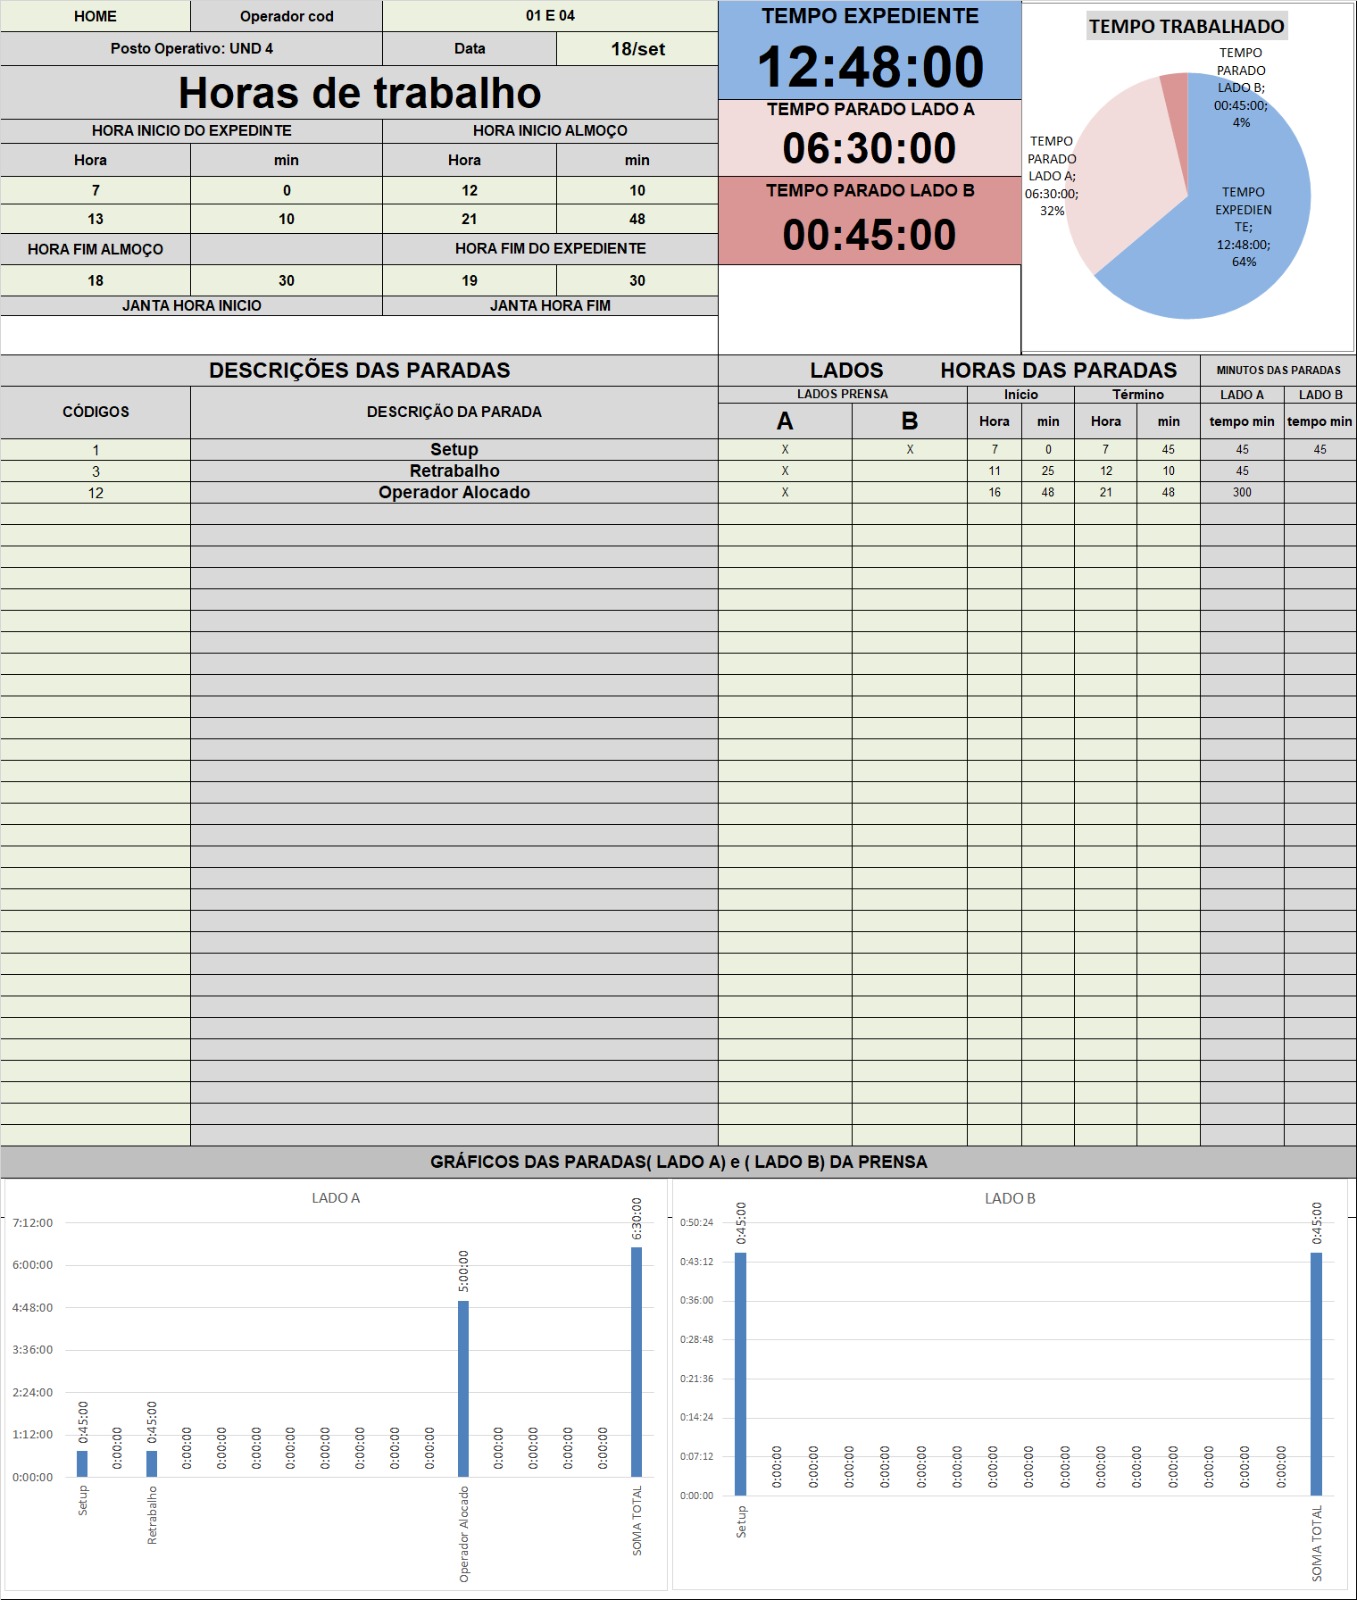 HOME Operador cod 01 E 04
Posto Operativo: UND 4 Data 18/set
Horas de trabalho
HORA INICIO DO EXPEDINTE HORA INICIO ALMOÇO
Hora min Hora min
7 0 12 10
13 10 21 48
HORA FIM ALMOÇO HORA FIM DO EXPEDIENTE
18 30 19 30
JANTA HORA INICIO JANTA HORA FIM
TEMPO EXPEDIENTE
12:48:00
TEMPO PARADO LADO A
06:30:00
TEMPO PARADO LADO B
00:45:00
TEMPO TRABALHADO
TEMPO
PARADO
LADO B;
00:45:00;
4%
TEMPO
PARADO
LADO A;
06:30:00;
32%
TEMPO
EXPEDIEN
TE;
12:48:00;
64%
DESCRIÇÕES DAS PARADAS LADOS HORAS DAS PARADAS MINUTOS DAS PARADAS
CÓDIGOS DESCRIÇÃO DA PARADA
LADOS PRENSA Início Término LADO A LADO B
A B Hora min Hora min tempo min tempo min
1 Setup X X 7 0 7 45 45 45
3 Retrabalho X 11 25 12 10 45
12 Operador Alocado X 16 48 21 48 300
GRÁFICOS DAS PARADAS( LADO A) e ( LADO B) DA PRENSA
LADO A
7:12:00
6:00:00
4:48:00
3:36:00
2:24:00
1:12:00
0:00:00
0:45:00 0:00:00 0:45:00 0:00:00 0:00:00 0:00:00 0:00:00 0:00:00 0:00:00 0:00:00 0:00:00 5:00:00 0:00:00 0:00:00 0:00:00 0:00:00 6:30:00
Setup Retrabalho Operador Alocado SOMA TOTAL
LADO B
0:50:24
0:43:12
0:36:00
0:28:48
0:21:36
0:14:24
0:07:12
0:00:00
0:45:00 0:00:00 0:00:00 0:00:00 0:00:00 0:00:00 0:00:00 0:00:00 0:00:00 0:00:00 0:00:00 0:00:00 0:00:00 0:00:00 0:00:00 0:00:00 0:45:00
Setup SOMA TOTAL